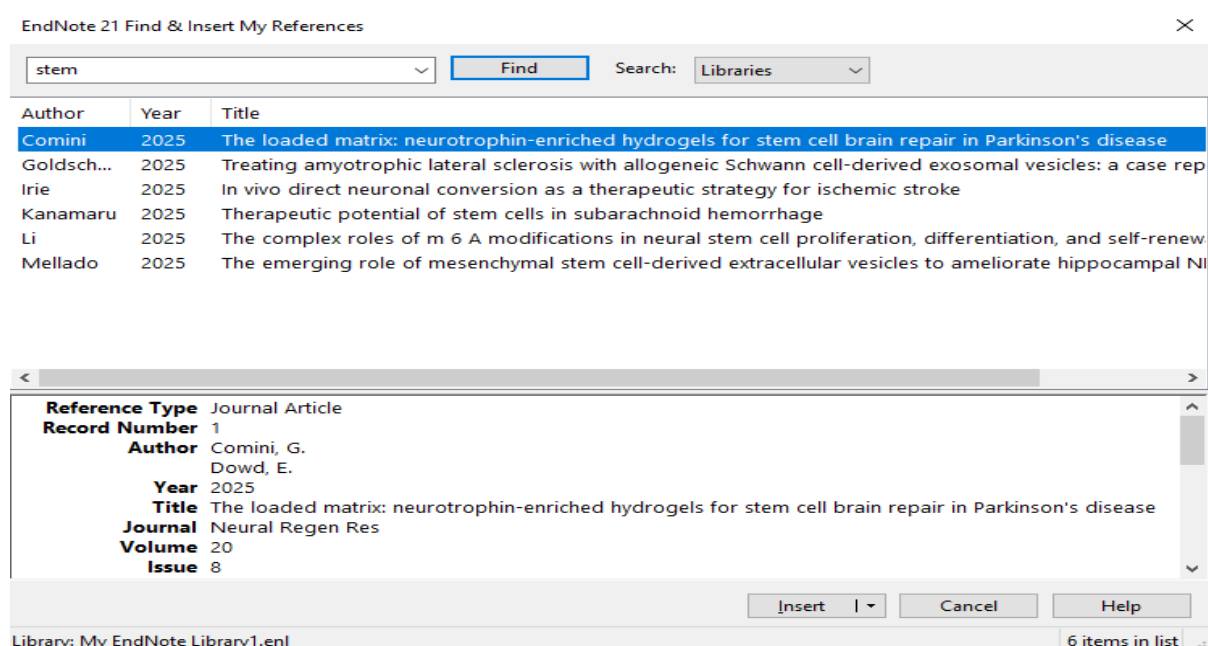 EndNote 21 Find & Insert My References
stem Find Search: Libraries
Author Year Title
Comini 2025 The loaded matrix: neurotrophin-enriched hydrogels for stem cell brain repair in Parkinson's disease
Goldsch... 2025 Treating amyotrophic lateral sclerosis with allogeneic Schwann cell-derived exosomal vesicles: a case rep
Irie 2025 In vivo direct neuronal conversion as a therapeutic strategy for ischemic stroke
Kanamaru 2025 Therapeutic potential of stem cells in subarachnoid hemorrhage
Li 2025 The complex roles of m 6 A modifications in neural stem cell proliferation, differentiation, and self-renew
Mellado 2025 The emerging role of mesenchymal stem cell-derived extracellular vesicles to ameliorate hippocampal NI
Reference Type Journal Article
Record Number 1
Author Comini, G.
Dowd, E.
Year 2025
Title The loaded matrix: neurotrophin-enriched hydrogels for stem cell brain repair in Parkinson's disease
Journal Neural Regen Res
Volume 20
Issue 8
Insert Cancel Help
Library: My EndNote Library1.enl 6 items in list